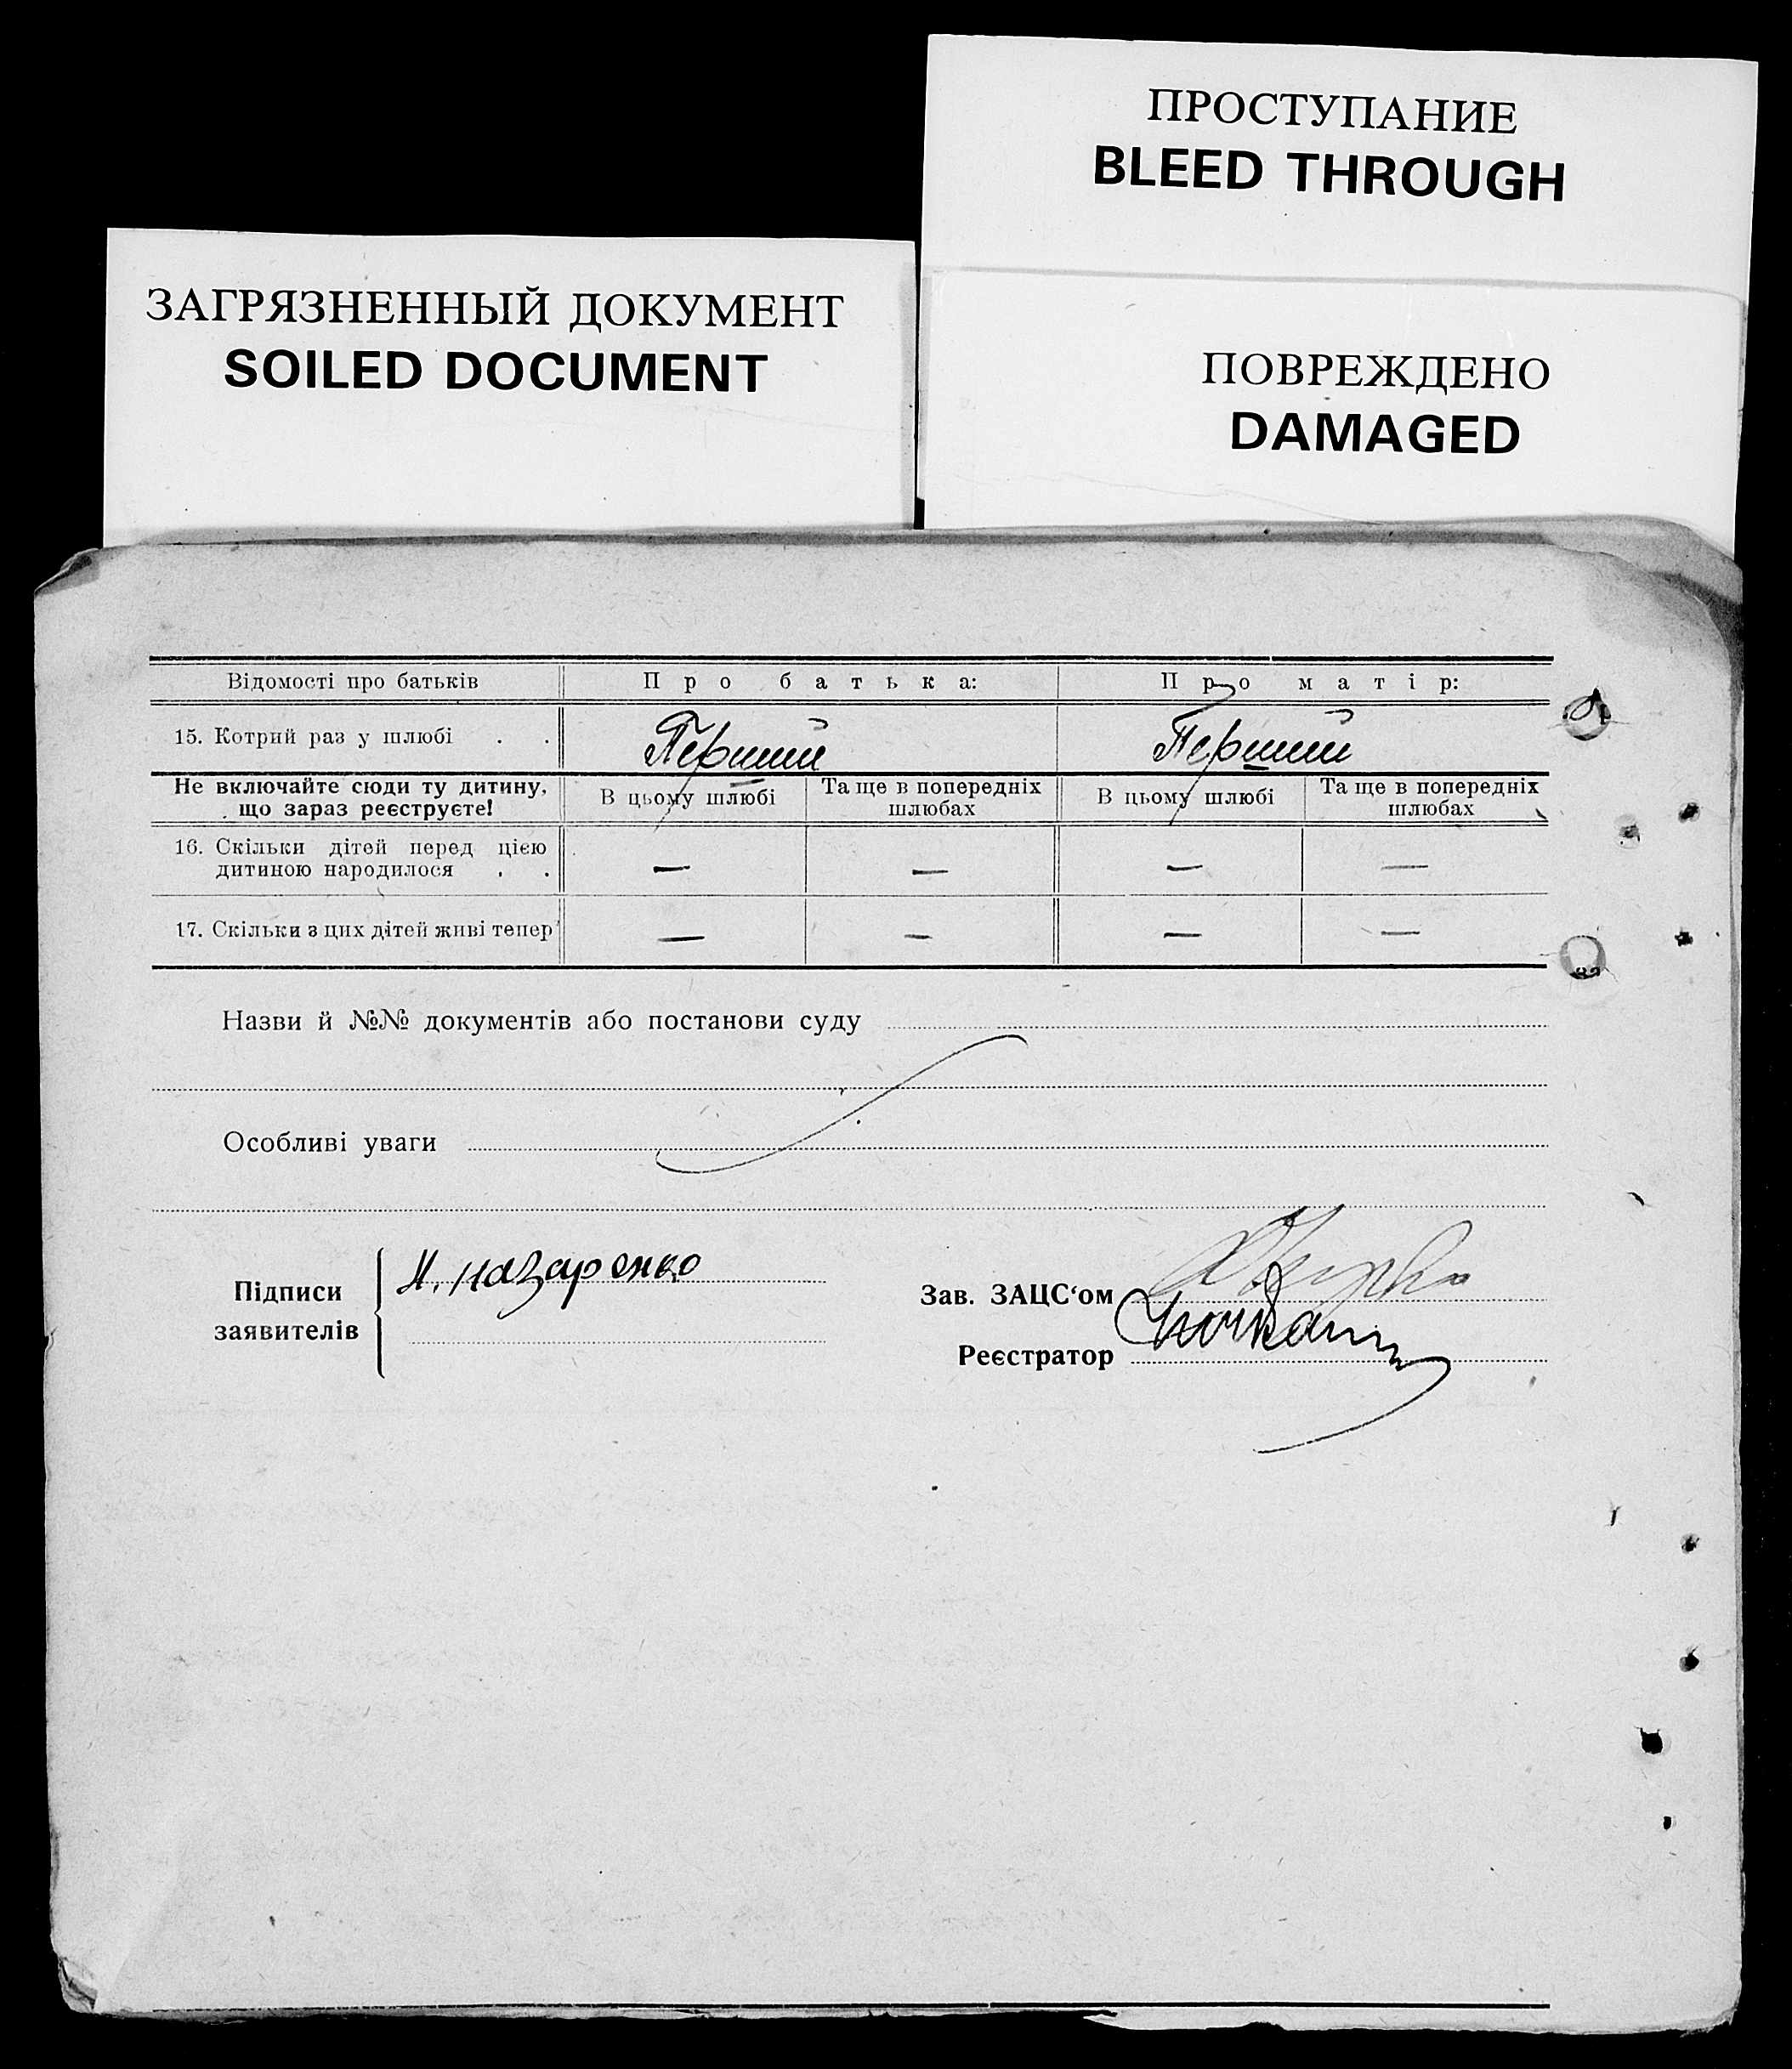 ПРОСТУПАНИЕ
BLEED THROUGH
ЗАГРЯЗНЕННЫЙ ДОКУМЕНТ
SOILED DOCUMENT
ПОВРЕЖДЕНО
DAMAGED
Відомості про батьків Про батька: Про матір:
15. Котрий раз у шлюбі . . Перший Перший
Не включайте сюди ту дитину, що зараз реєструєте! В цьому шлюбі Та ще в попередніх шлюбах В цьому шлюбі Та ще в попередніх шлюбах
16. Скільки дітей перед цією
дитиною народилося . . — — — —
17. Скільки з цих дітей живі тепер — — — —
Назви й №№ документів або постанови суду
Особливі уваги
Підписи
заявителів
Н. Назаренко
Зав. ЗАЦС‘ом
Реєстратор